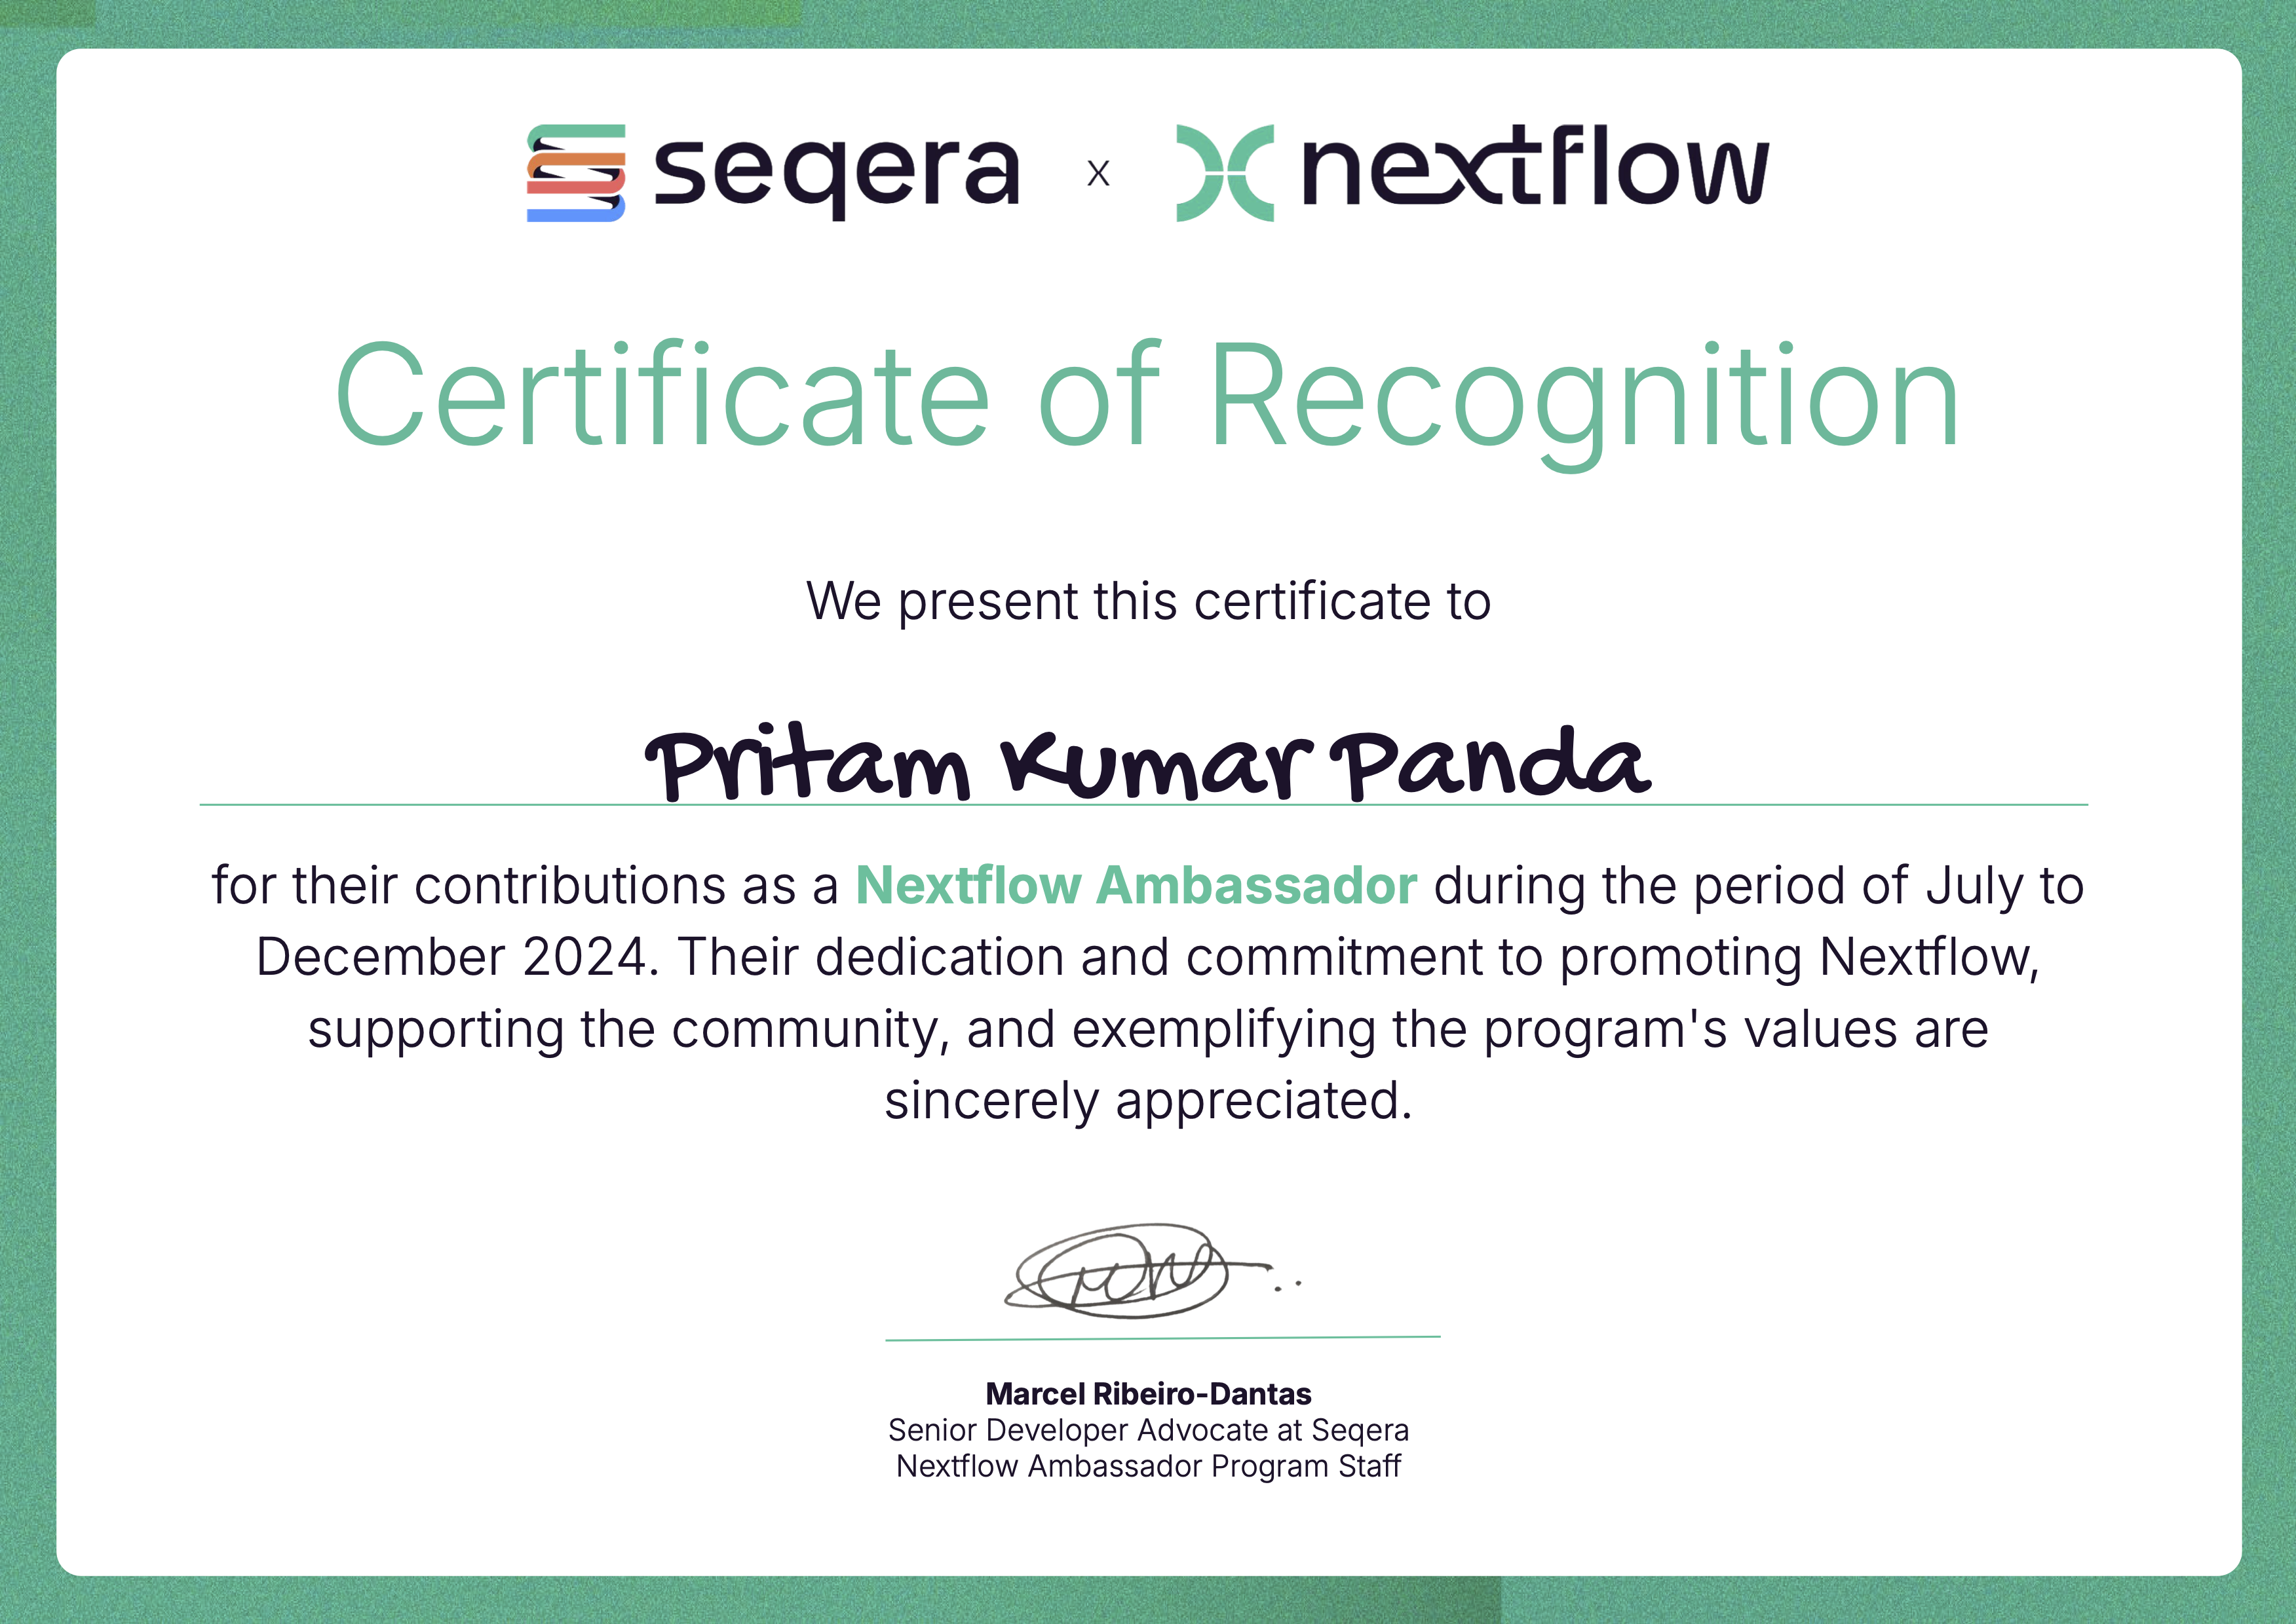 seqera x nextflow
Certificate of Recognition
We present this certificate to
Pritam Kumar Panda
for their contributions as a Nextflow Ambassador during the period of July to
December 2024. Their dedication and commitment to promoting Nextflow,
supporting the community, and exemplifying the program's values are
sincerely appreciated.
Marcel Ribeiro-Dantas
Senior Developer Advocate at Seqera
Nextflow Ambassador Program Staff